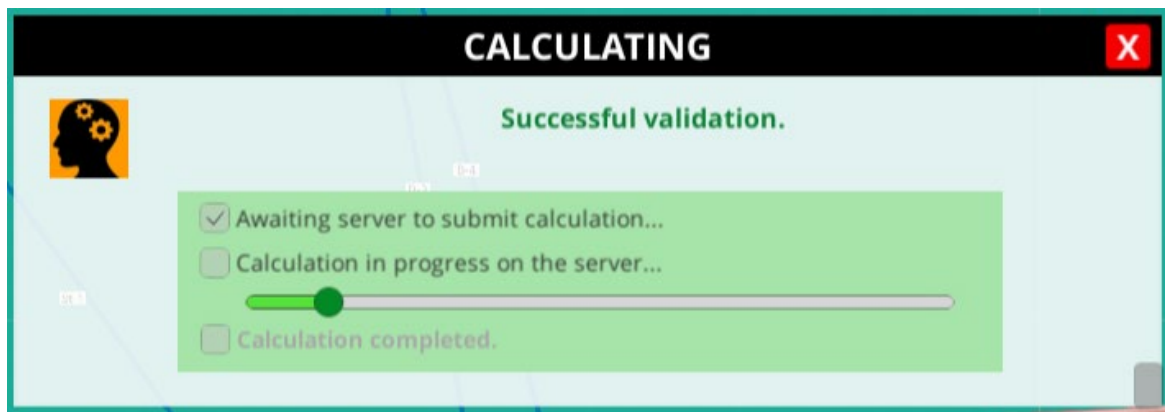 CALCULATING
X
Successful validation.
Awaiting server to submit calculation...
Calculation in progress on the server...
Calculation completed.